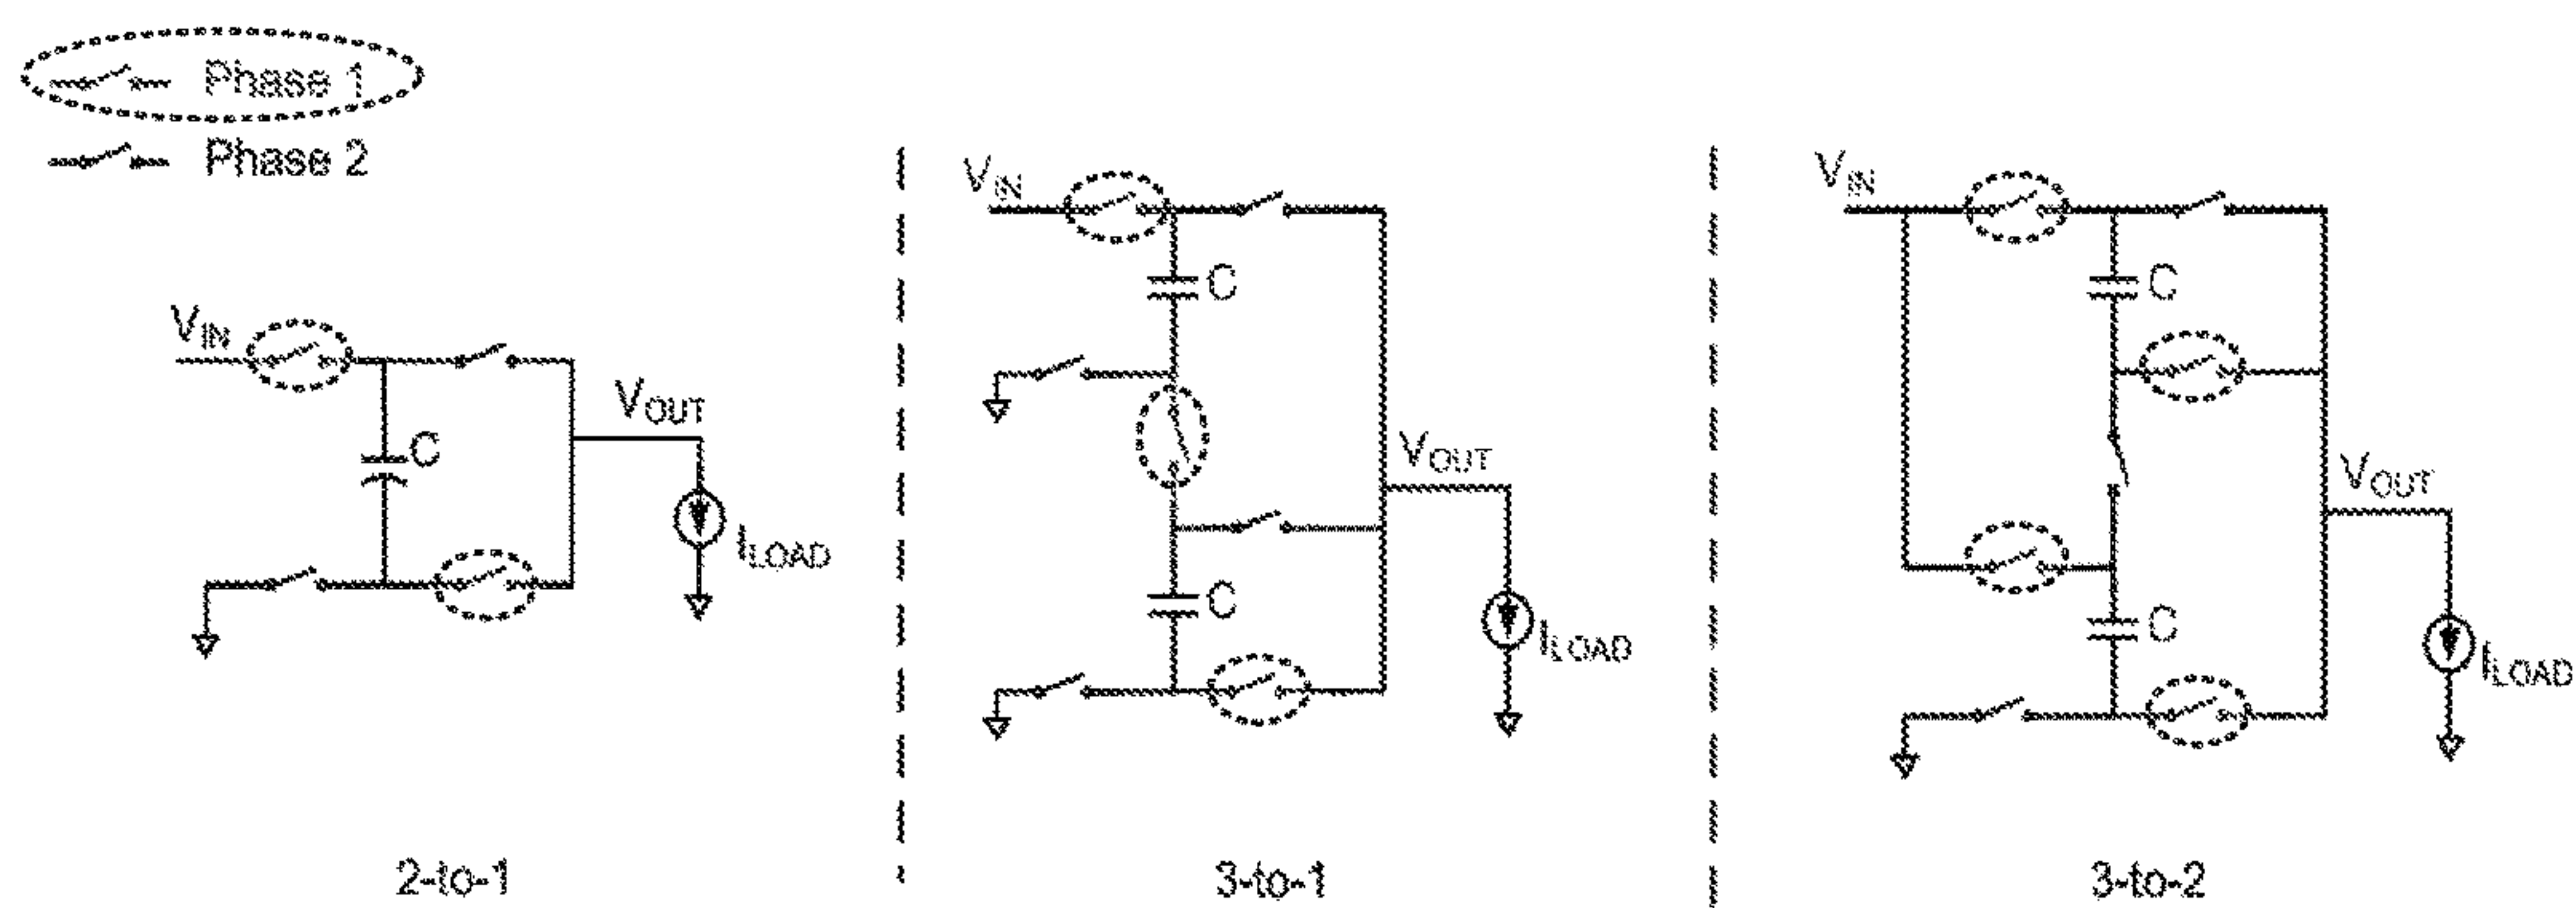 Phase 1
Phase 2
VIN
C
VOUT
ILOAD
2-to-1
VIN
C
C
VOUT
ILOAD
3-to-1
VIN
C
C
VOUT
ILOAD
3-to-2